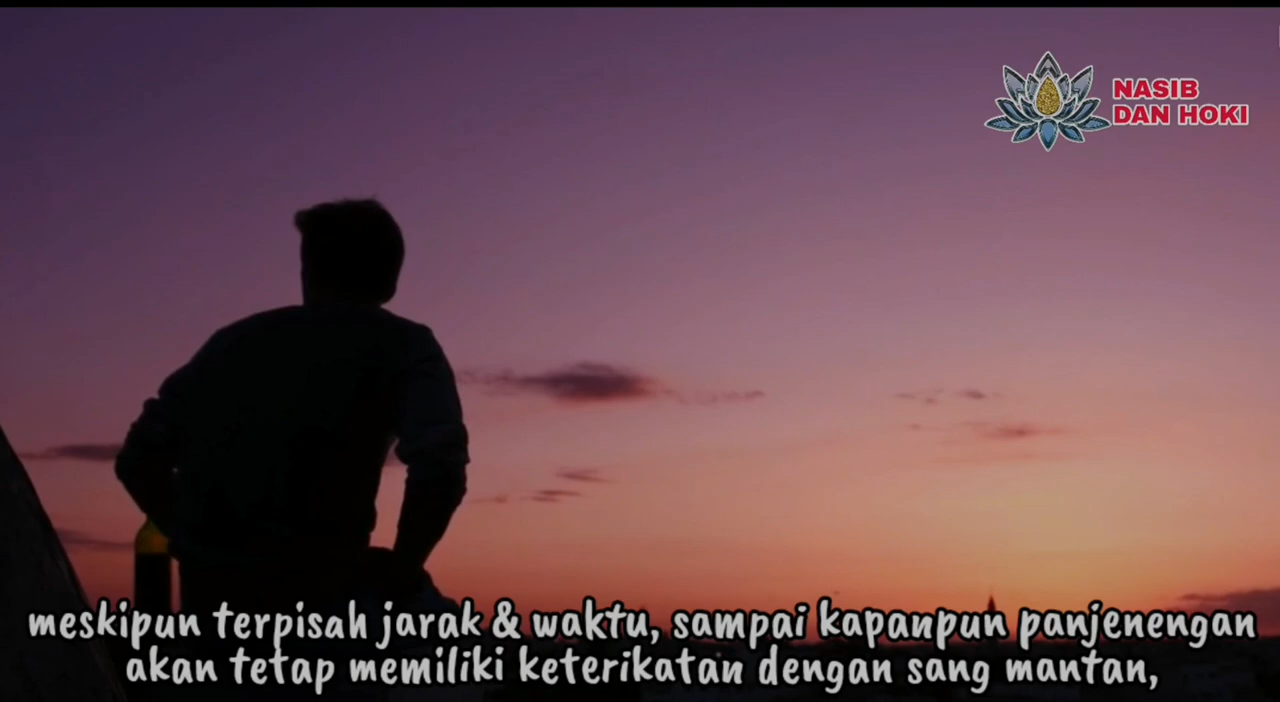 NASIB
DAN HOKI
meskipun terpisah jarak & waktu, sampai kapanpun panjenengan
akan tetap memiliki keterikatan dengan sang mantan,